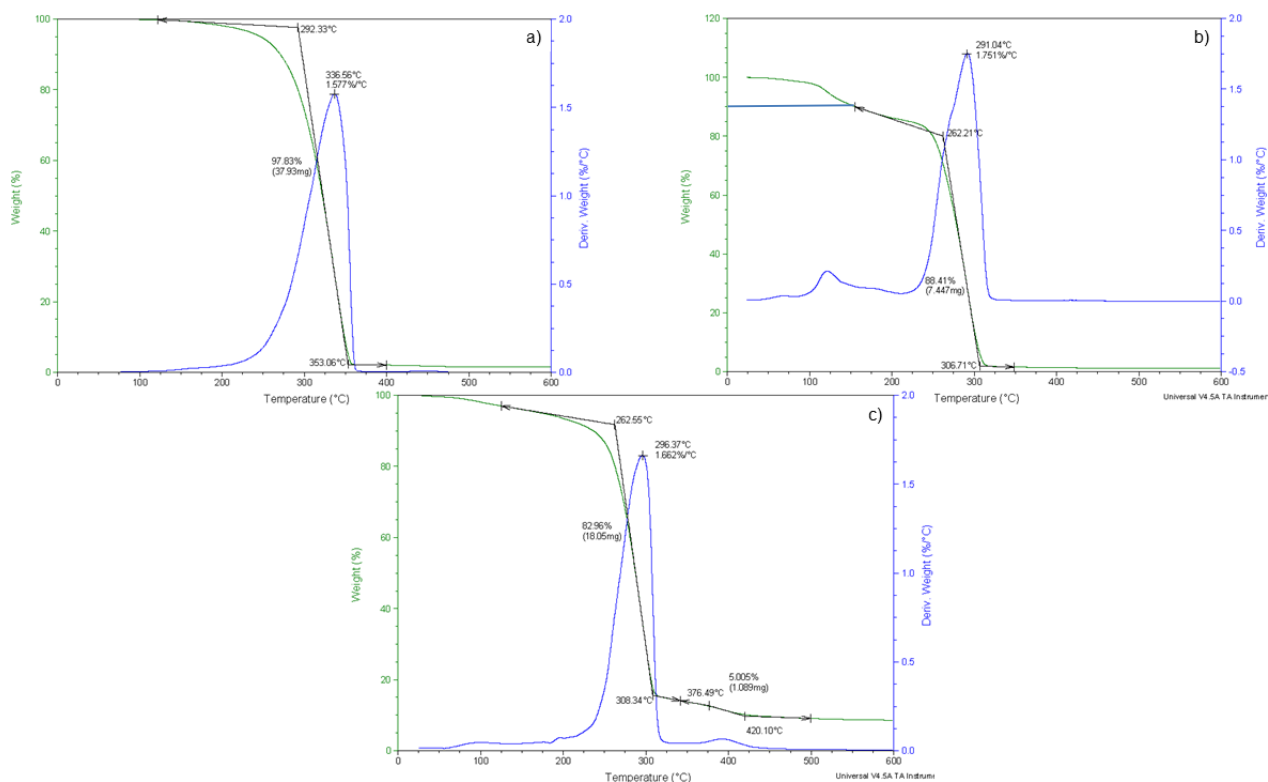 a)
292.33°C
336.56°C
1.577%/°C
97.83%
(37.93mg)
353.06°C
Weight (%)
100
80
60
40
20
0
Deriv. Weight (%/°C)
2.0
1.5
1.0
0.5
0.0
0
100
200
300
400
500
600
Temperature (°C)
b)
291.04°C
1.751%/°C
262.21°C
88.41%
(7.447mg)
306.71°C
Weight (%)
120
100
80
60
40
20
0
Deriv. Weight (%/°C)
2.0
1.5
1.0
0.5
0.0
-0.5
0
100
200
300
400
500
600
Temperature (°C)
Universal V4.5A TA Instrumen
c)
262.55°C
296.37°C
1.662%/°C
82.96%
(18.05mg)
308.34°C
376.49°C
5.005%
(1.089mg)
420.10°C
Weight (%)
100
80
60
40
20
0
Deriv. Weight (%/°C)
2.0
1.5
1.0
0.5
0.0
0
100
200
300
400
500
600
Temperature (°C)
Universal V4.5A TA Instrume